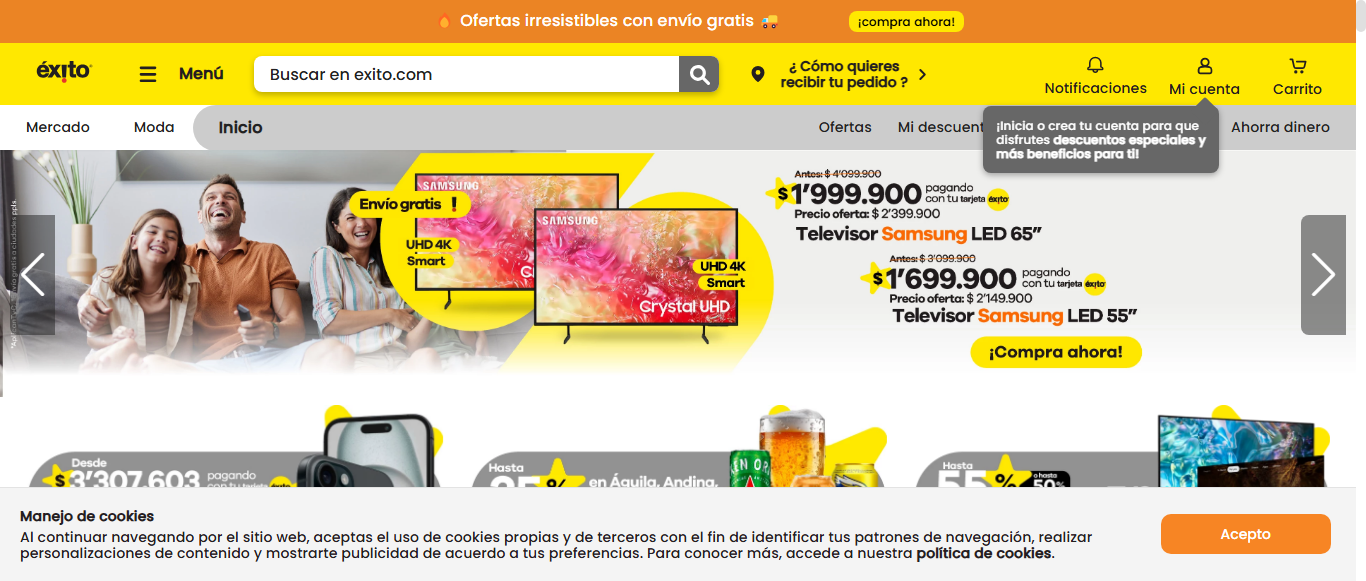 Ofertas irresistibles con envío gratis
¡compra ahora!
éxito
Menú
Buscar en exito.com
¿ Cómo quieres
recibir tu pedido ?
Notificaciones
Mi cuenta
Carrito
Mercado
Moda
Inicio
Ofertas
Mi descuent
Ahorra dinero
¡Inicia o crea tu cuenta para que
disfrutes descuentos especiales y
más beneficios para ti!
Envío gratis !
SAMSUNG
UHD 4K
Smart
SAMSUNG
UHD 4K
Smart
Crystal UHD
Antes: $ 4'099.900
$ 1'999.900 pagando
con tu tarjeta éxito
Precio oferta: $ 2'399.900
Televisor Samsung LED 65”
Antes: $ 3'099.900
$ 1'699.900 pagando
con tu tarjeta éxito
Precio oferta: $ 2'149.900
Televisor Samsung LED 55”
¡Compra ahora!
Desde
$ 3'307.603 pagando
con tu tarjeta éxito
Hasta
% en Águila, Andina,
Hasta
55% o hasta
50%
Manejo de cookies
Al continuar navegando por el sitio web, aceptas el uso de cookies propias y de terceros con el fin de identificar tus patrones de navegación, realizar
personalizaciones de contenido y mostrarte publicidad de acuerdo a tus preferencias. Para conocer más, accede a nuestra política de cookies.
Acepto